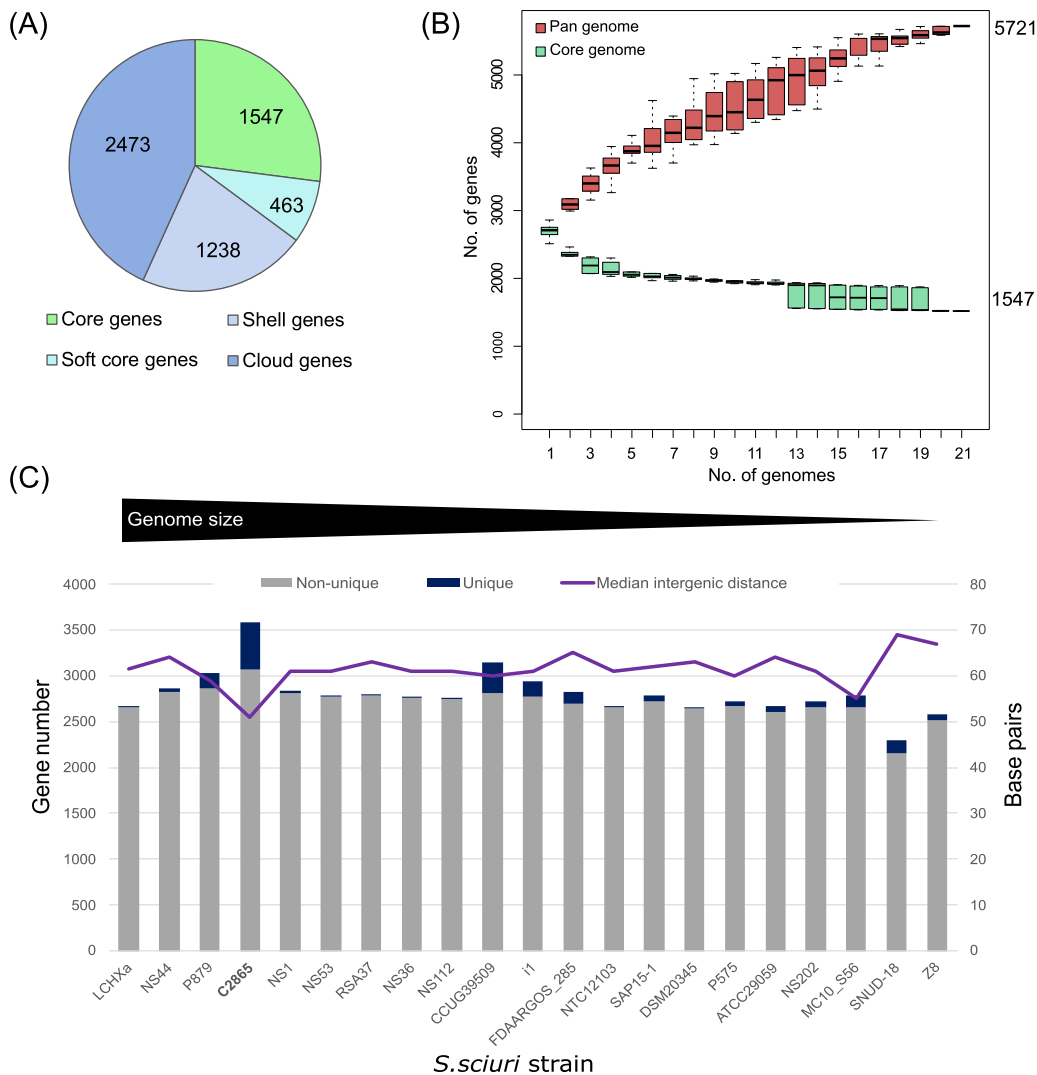 (A)
1547
2473
463
1238
Core genes
Shell genes
Soft core genes
Cloud genes
(B)
Pan genome
Core genome
5721
1547
No. of genes
0
1000
2000
3000
4000
5000
1
3
5
7
9
11
13
15
17
19
21
No. of genomes
(C)
Genome size
Non-unique
Unique
Median intergenic distance
Gene number
4000
3500
3000
2500
2000
1500
1000
500
0
80
70
60
50
40
30
20
10
0
Base pairs
LCHXa
NS44
P879
C2865
NS1
NS53
RSA37
NS36
NS112
CCUG39509
i1
FDAARGOS_285
NTC12103
SAP15-1
DSM20345
P575
ATCC29059
NS202
MC10_S56
SNUD-18
Z8
S.sciuri strain